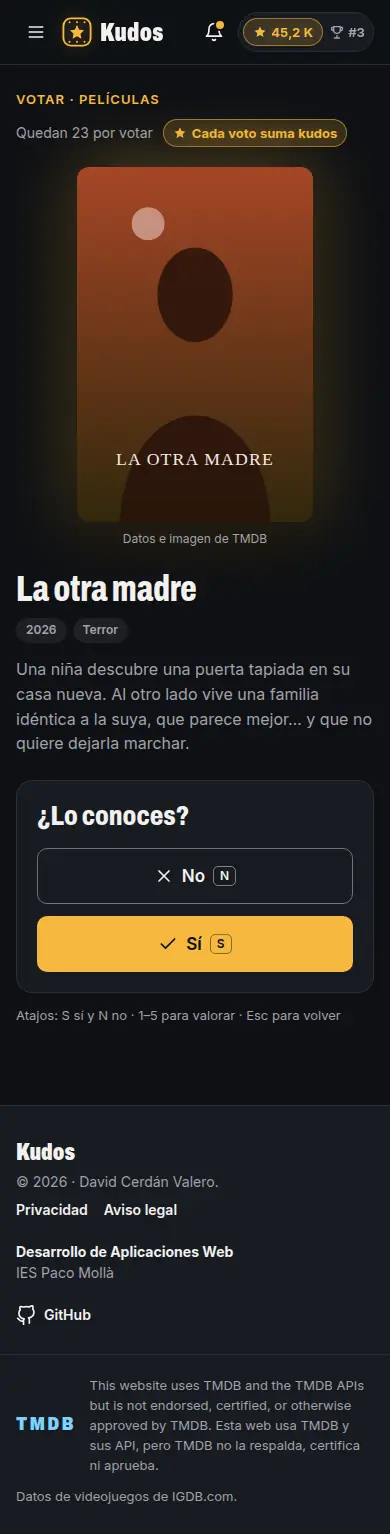 Kudos
45,2 K
#3
VOTAR · PELÍCULAS
Quedan 23 por votar
Cada voto suma kudos
LA OTRA MADRE
Datos e imagen de TMDB
La otra madre
2026
Terror
Una niña descubre una puerta tapiada en su
casa nueva. Al otro lado vive una familia
idéntica a la suya, que parece mejor… y que no
quiere dejarla marchar.
¿Lo conoces?
No N
Sí S
Atajos: S sí y N no · 1–5 para valorar · Esc para volver
Kudos
© 2026 · David Cerdán Valero.
Privacidad Aviso legal
Desarrollo de Aplicaciones Web
IES Paco Mollà
GitHub
TMDB
This website uses TMDB and the TMDB APIs
but is not endorsed, certified, or otherwise
approved by TMDB. Esta web usa TMDB y
sus API, pero TMDB no la respalda, certifica
ni aprueba.
Datos de videojuegos de IGDB.com.